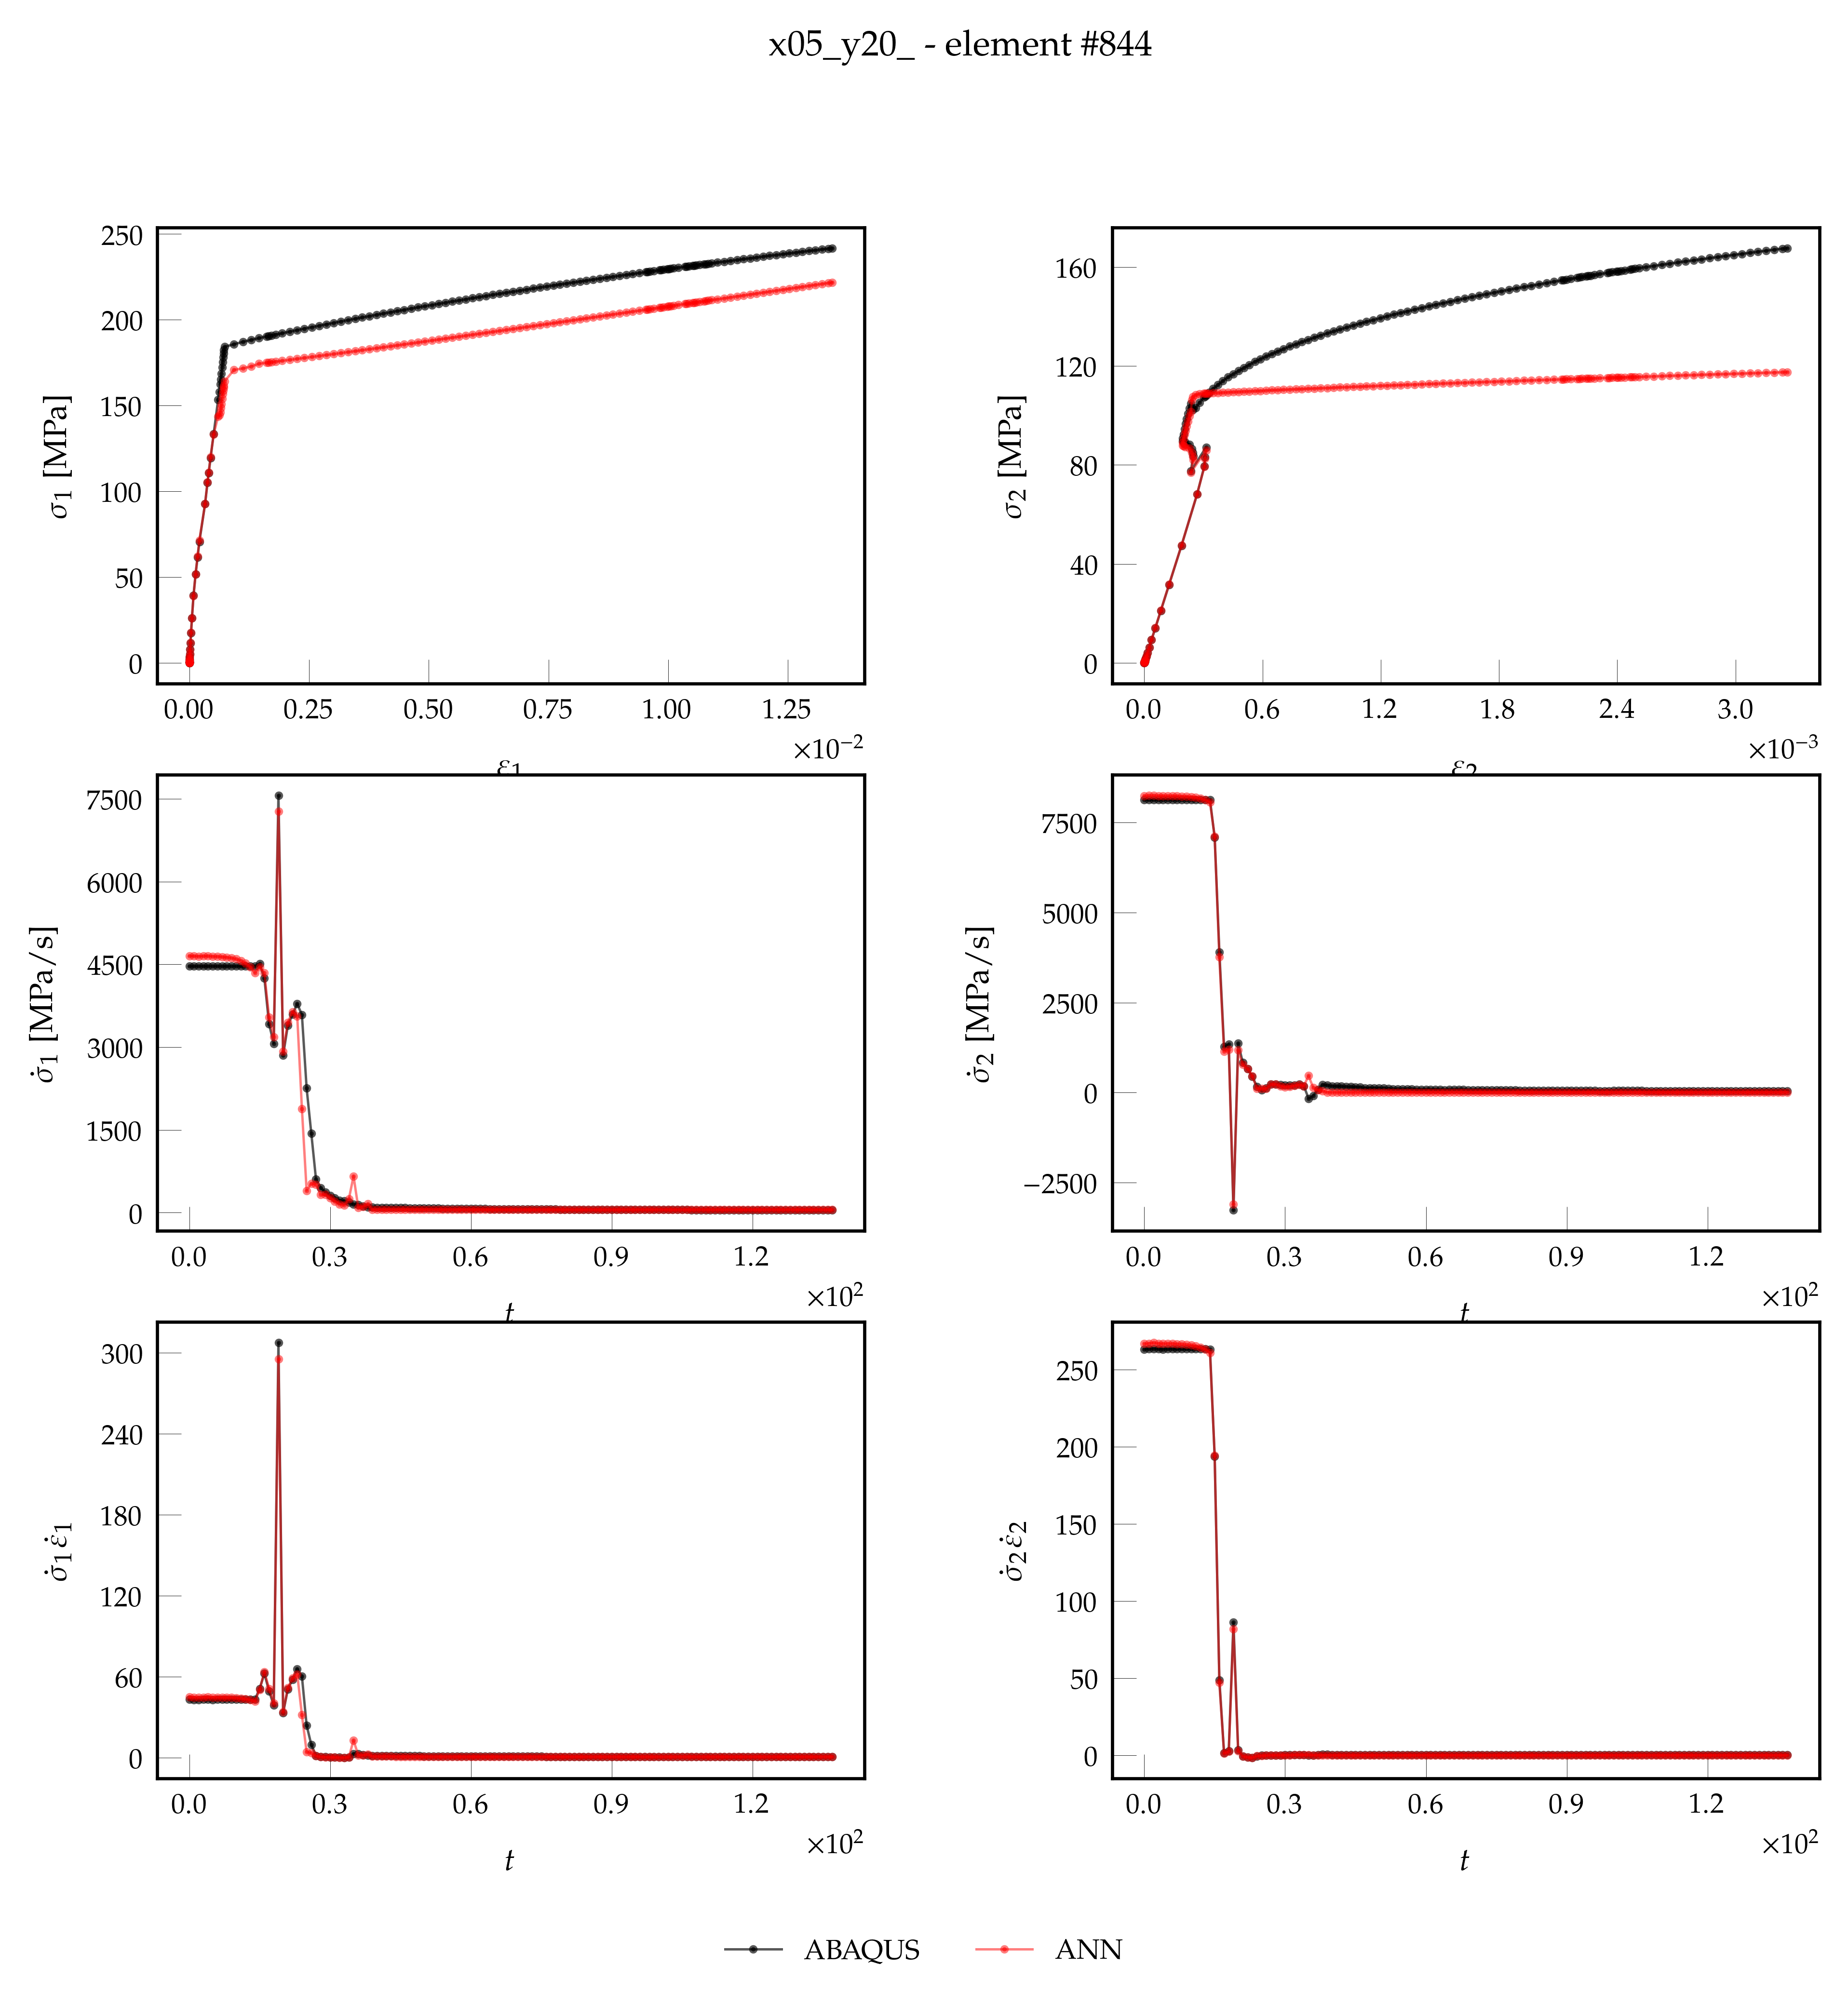 x05_y20_ - element #844
250
200
150
100
50
0
σ₁ [MPa]
0.00 0.25 0.50 0.75 1.00 1.25
×10⁻²
ε₁
160
120
80
40
0
σ₂ [MPa]
0.0 0.6 1.2 1.8 2.4 3.0
×10⁻³
ε₂
7500
6000
4500
3000
1500
0
σ̇₁ [MPa/s]
0.0 0.3 0.6 0.9 1.2
×10²
t
7500
5000
2500
0
−2500
σ̇₂ [MPa/s]
0.0 0.3 0.6 0.9 1.2
×10²
t
300
240
180
120
60
0
σ̇₁ε̇₁
0.0 0.3 0.6 0.9 1.2
×10²
t
250
200
150
100
50
0
σ̇₂ε̇₂
0.0 0.3 0.6 0.9 1.2
×10²
t
ABAQUS ANN